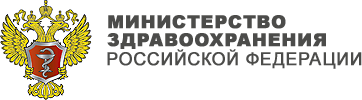 МИНИСТЕРСТВО
ЗДРАВООХРАНЕНИЯ
РОССИЙСКОЙ ФЕДЕРАЦИИ